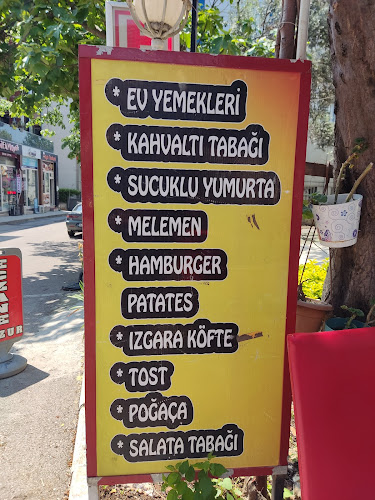 * EV YEMEKLERİ
* KAHVALTI TABAĞI
* SUCUKLU YUMURTA
* MELEMEN
* HAMBURGER
PATATES
* IZGARA KÖFTE
* TOST
* POĞAÇA
* SALATA TABAĞI